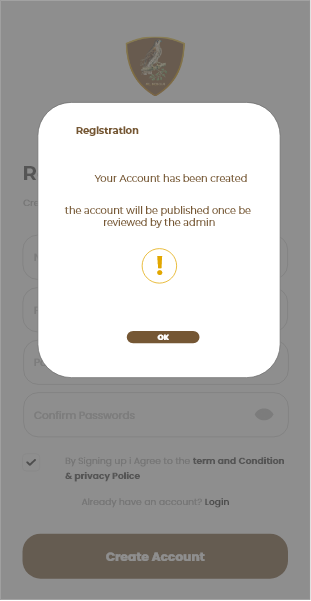 R
Cre
Registration
Your Account has been created
the account will be published once be
reviewed by the admin
OK
Confirm Passwords
By Signing up I Agree to the term and Condition
& privacy Police
Already have an account? Login
Create Account